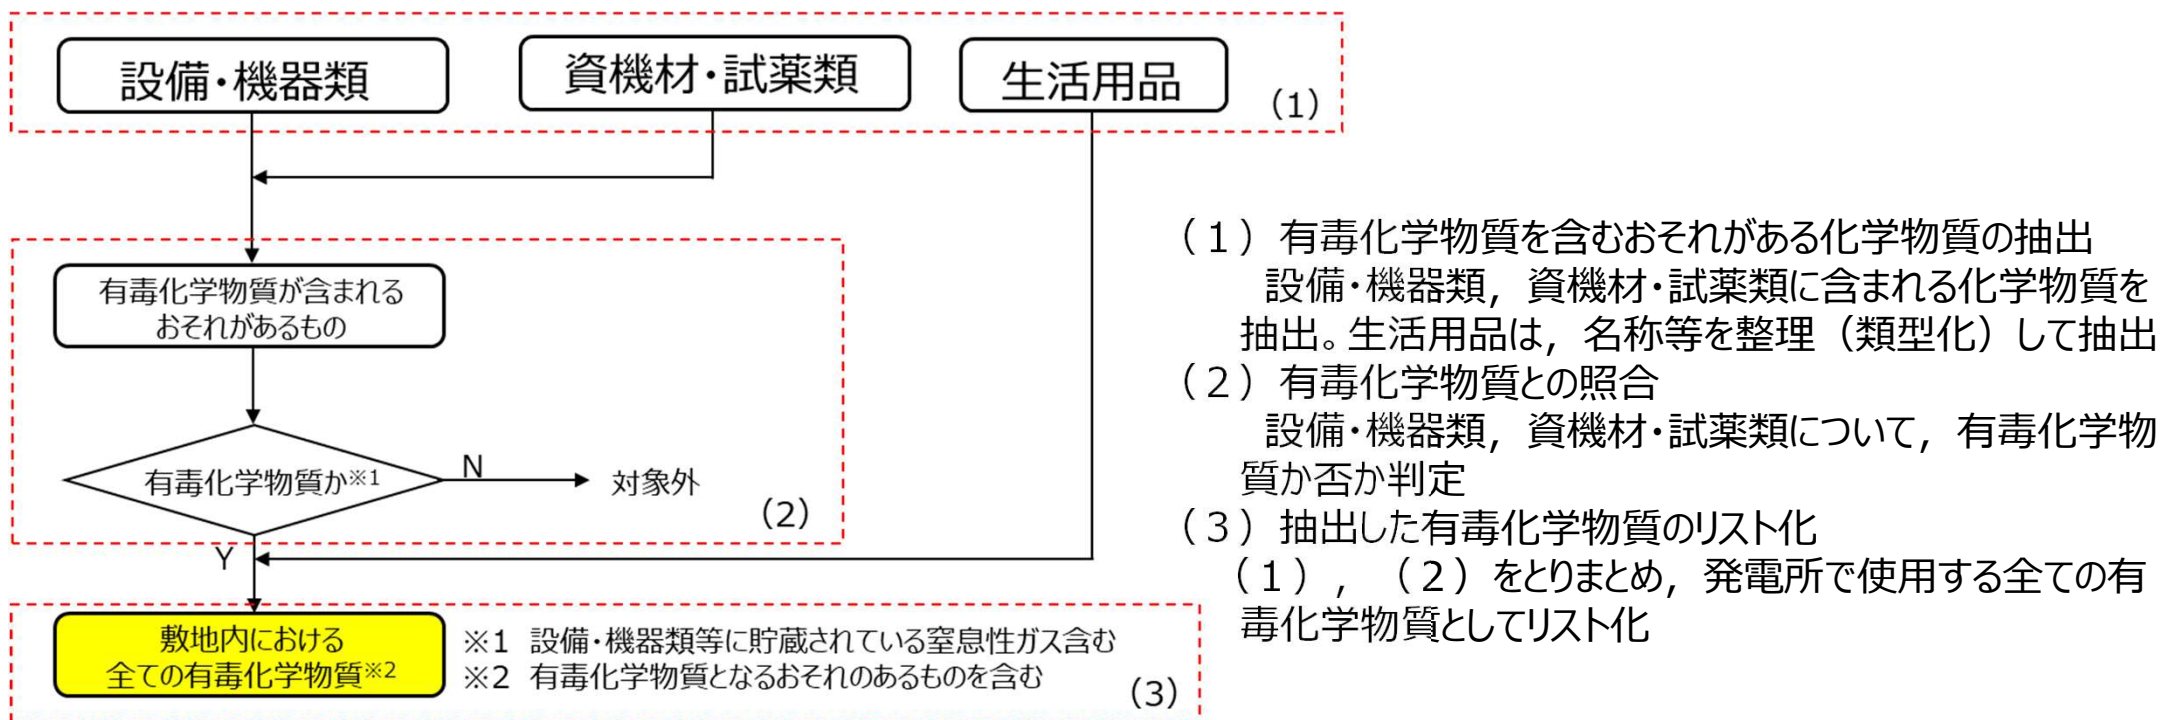 設備・機器類
資機材・試薬類
生活用品
(1)
有毒化学物質が含まれる
おそれがあるもの
有毒化学物質か※1
N
対象外
(2)
Y
敷地内における
全ての有毒化学物質※2
※1 設備・機器類等に貯蔵されている窒息性ガス含む
※2 有毒化学物質となるおそれのあるものを含む
(3)
（１）有毒化学物質を含むおそれがある化学物質の抽出
設備・機器類，資機材・試薬類に含まれる化学物質を
抽出。生活用品は，名称等を整理（類型化）して抽出
（２）有毒化学物質との照合
設備・機器類，資機材・試薬類について，有毒化学物
質か否か判定
（３）抽出した有毒化学物質のリスト化
（１），（２）をとりまとめ，発電所で使用する全ての有
毒化学物質としてリスト化